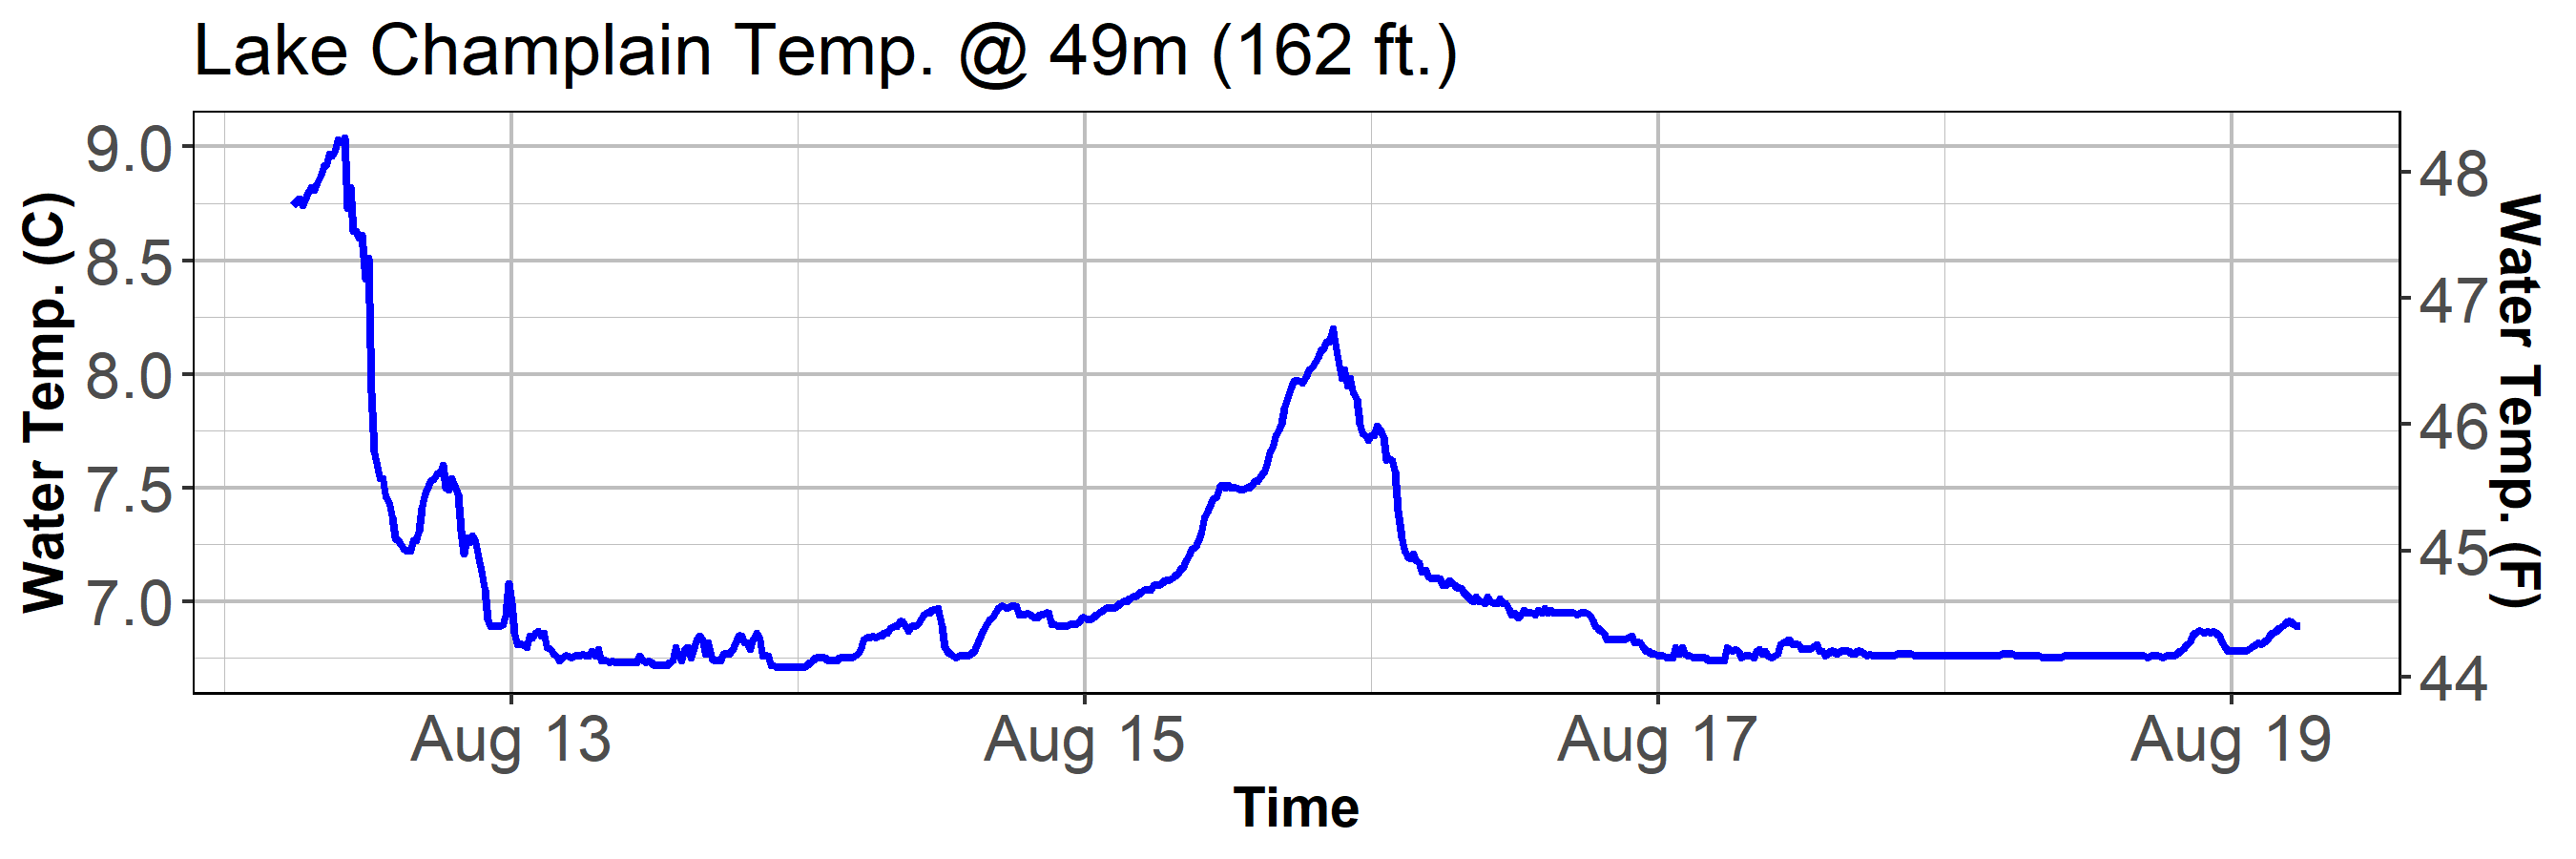 Lake Champlain Temp. @ 49m (162 ft.)
Water Temp. (C)
9.0
8.5
8.0
7.5
7.0
48
47
46
45
44
Water Temp. (F)
Aug 13 Aug 15 Aug 17 Aug 19
Time